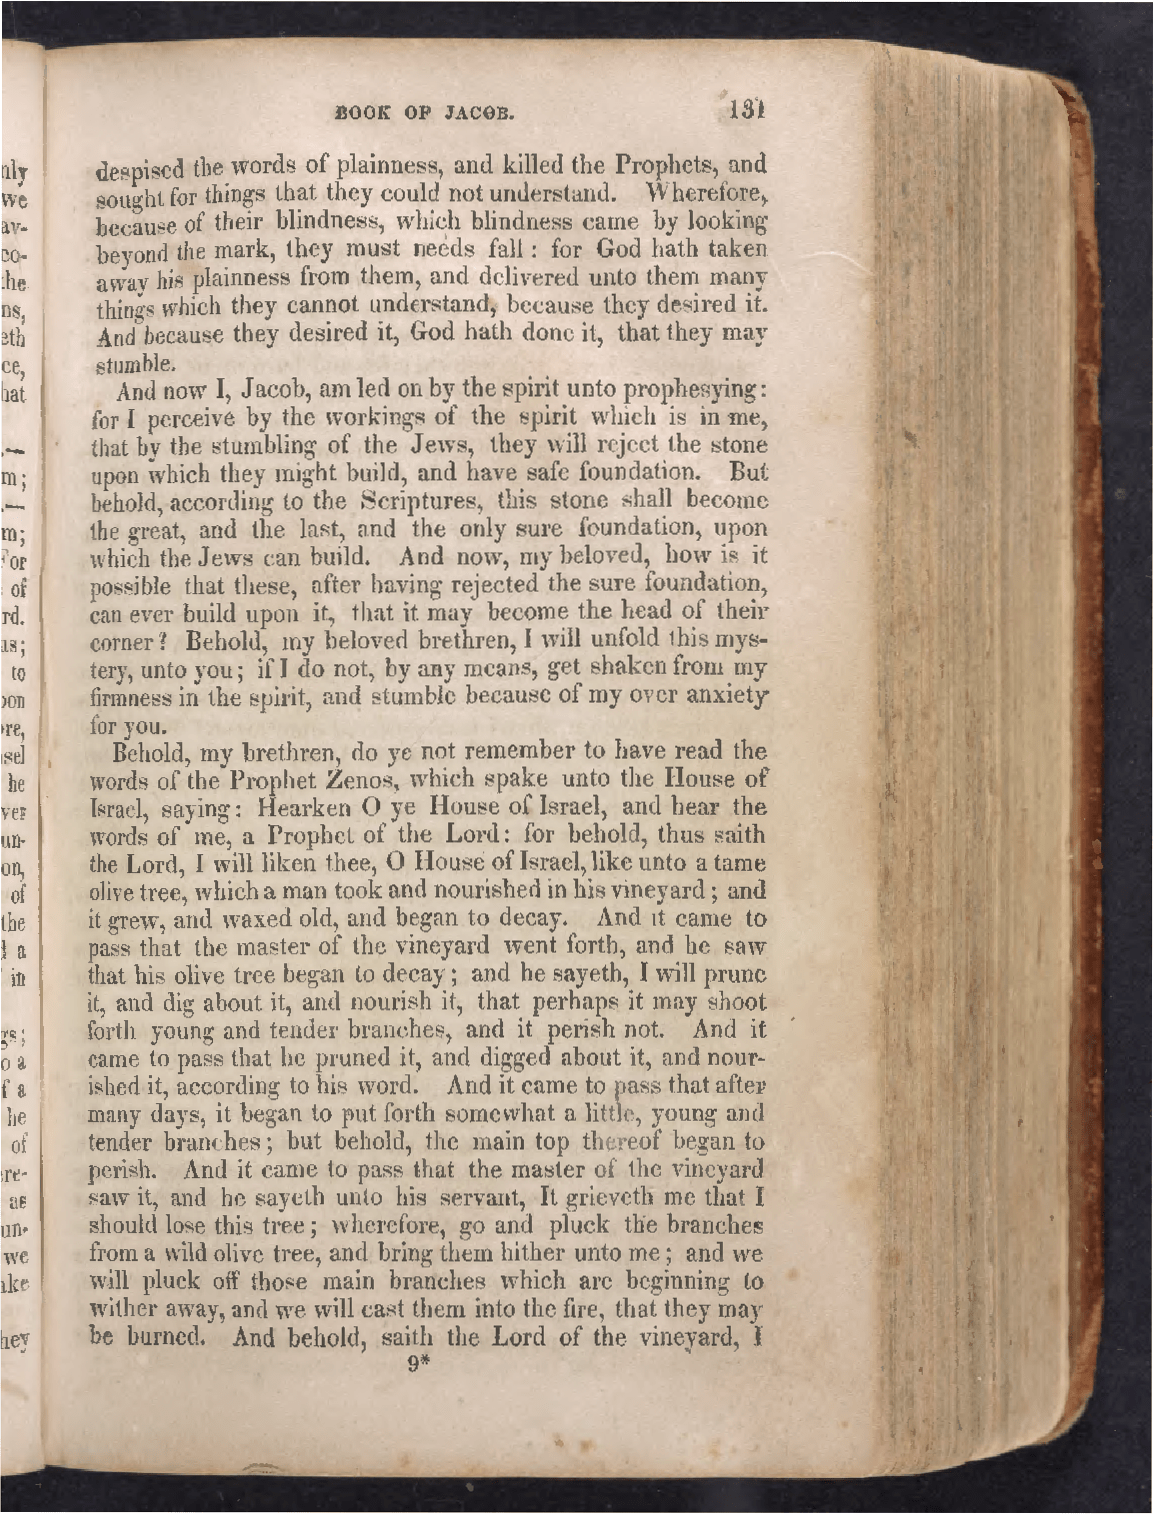 BOOK OF JACOB. 131
despised the words of plainness, and killed the Prophets, and
sought for things that they could not understand. Wherefore,
because of their blindness, which blindness came by looking
beyond the mark, they must needs fall: for God hath taken
away his plainness from them, and delivered unto them many
things which they cannot understand, because they desired it.
And because they desired it, God hath done it, that they may
stumble.
And now I, Jacob, am led on by the spirit unto prophesying:
for I perceive by the workings of the spirit which is in me,
that by the stumbling of the Jews, they will reject the stone
upon which they might build, and have safe foundation. But
behold, according to the Scriptures, this stone shall become
the great, and the last, and the only sure foundation, upon
which the Jews can build. And now, my beloved, how is it
possible that these, after having rejected the sure foundation,
can ever build upon it, that it may become the head of their
corner? Behold, my beloved brethren, I will unfold this mys-
tery, unto you; if I do not, by any means, get shaken from my
firmness in the spirit, and stumble because of my over anxiety
for you.
Behold, my brethren, do ye not remember to have read the
words of the Prophet Zenos, which spake unto the House of
Israel, saying: Hearken O ye House of Israel, and hear the
words of me, a Prophet of the Lord: for behold, thus saith
the Lord, I will liken thee, O House of Israel, like unto a tame
olive tree, which a man took and nourished in his vineyard; and
it grew, and waxed old, and began to decay. And it came to
pass that the master of the vineyard went forth, and he saw
that his olive tree began to decay; and he sayeth, I will prune
it, and dig about it, and nourish it, that perhaps it may shoot
forth young and tender branches, and it perish not. And it
came to pass that he pruned it, and digged about it, and nour-
ished it, according to his word. And it came to pass that after
many days, it began to put forth somewhat a little, young and
tender branches; but behold, the main top thereof began to
perish. And it came to pass that the master of the vineyard
saw it, and he sayeth unto his servant, It grieveth me that I
should lose this tree; wherefore, go and pluck the branches
from a wild olive tree, and bring them hither unto me; and we
will pluck off those main branches which are beginning to
wither away, and we will cast them into the fire, that they may
be burned. And behold, saith the Lord of the vineyard, I
9*